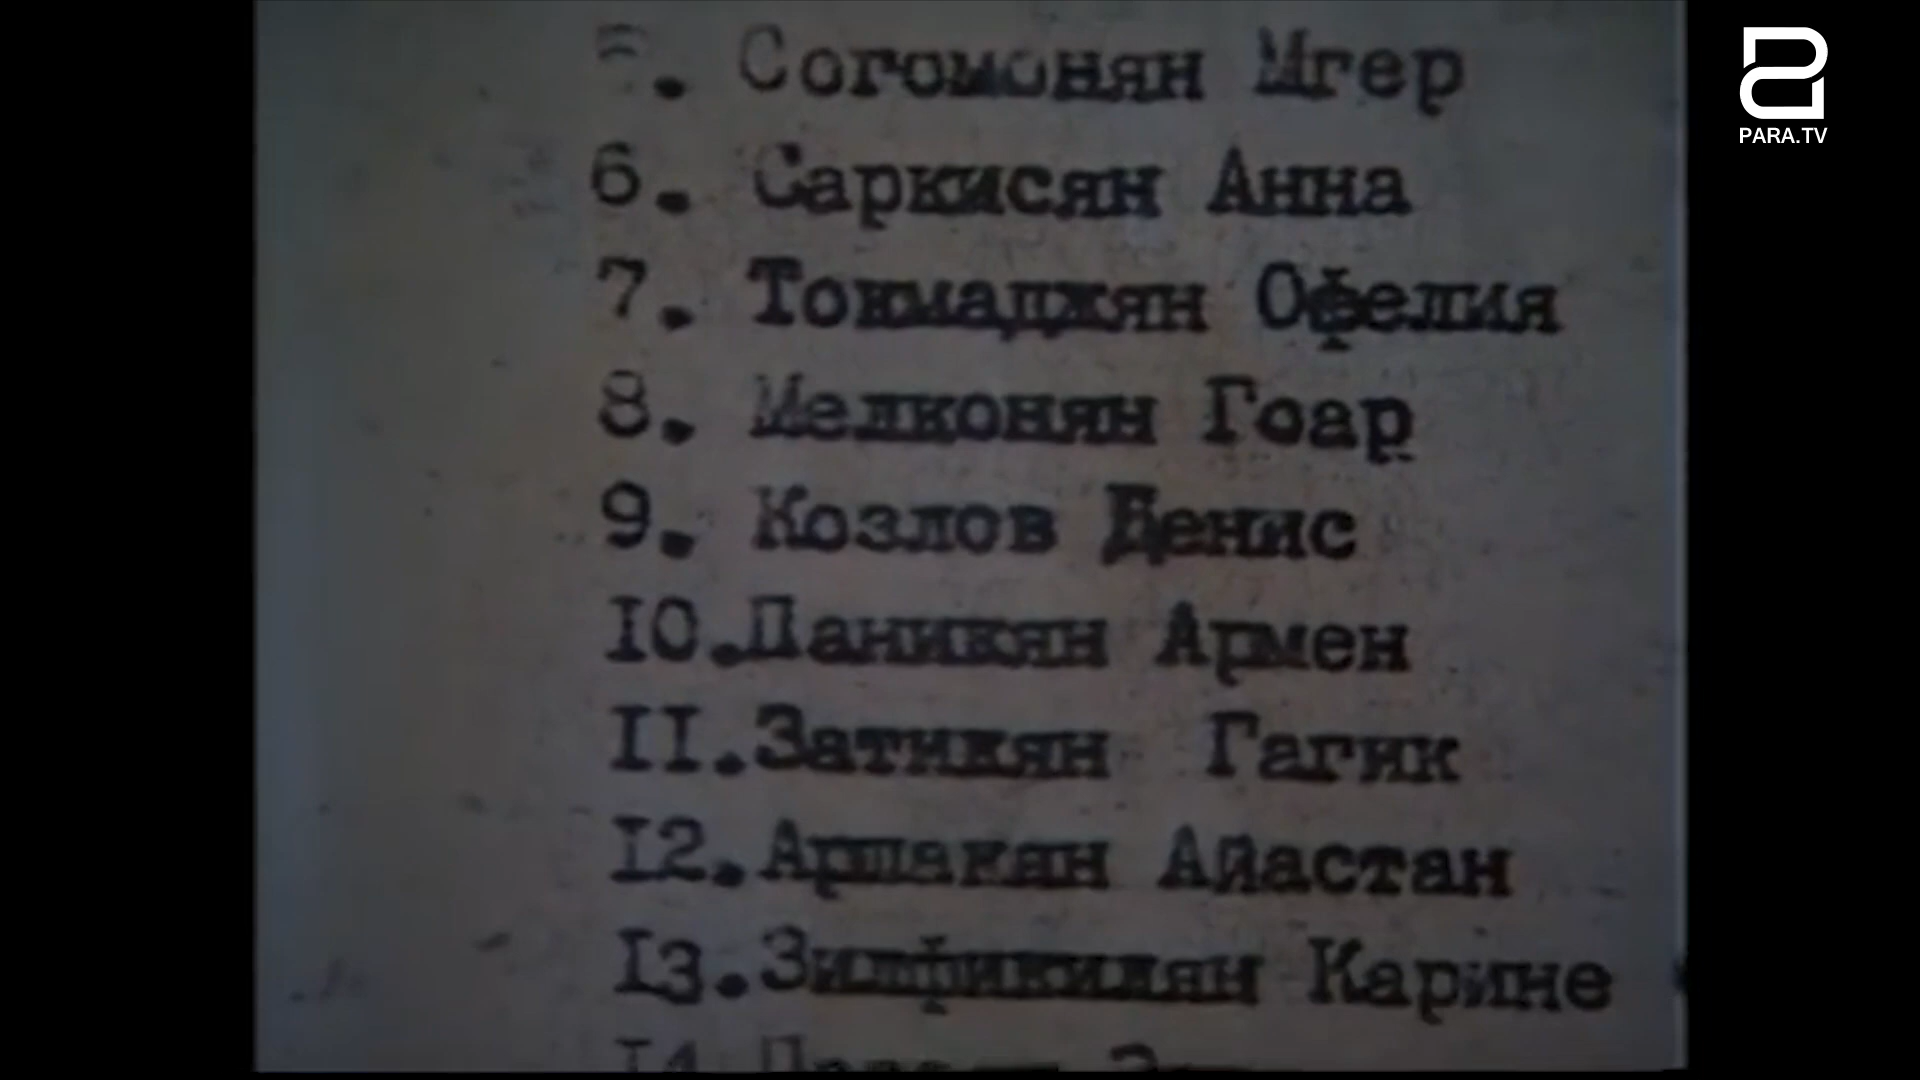 . Согомонян Мгер
PARA.TV
6. Саркисян Анна
7. Токмаджян Офелия
8. Мелконян Гоар
9. Козлов Денис
10. Паникян Армен
11. Затикян Гагик
12. Аршакян Айастан
13. Карине
14.